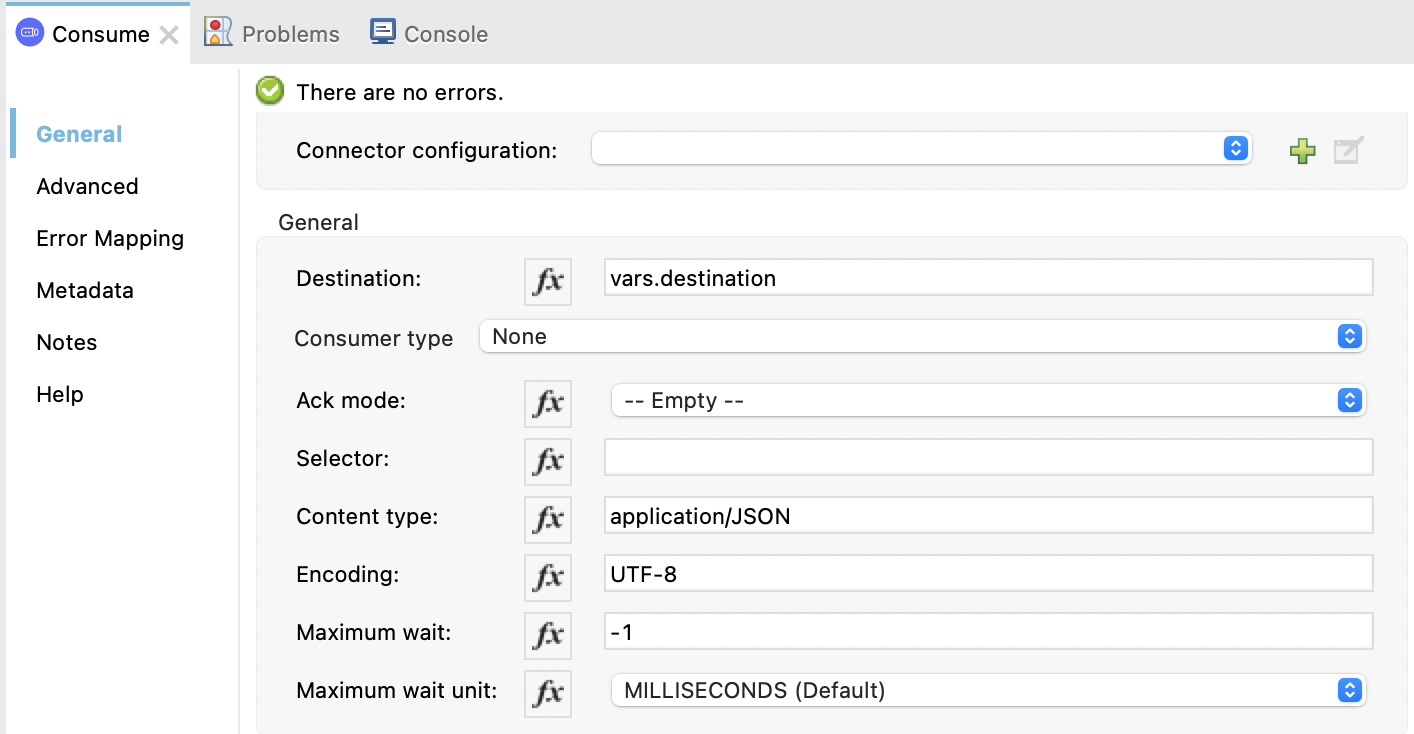 Consume
Problems
Console
There are no errors.
General
Advanced
Error Mapping
Metadata
Notes
Help
Connector configuration:
General
Destination: fx vars.destination
Consumer type None
Ack mode: fx -- Empty --
Selector: fx
Content type: fx application/JSON
Encoding: fx UTF-8
Maximum wait: fx -1
Maximum wait unit: fx MILLISECONDS (Default)